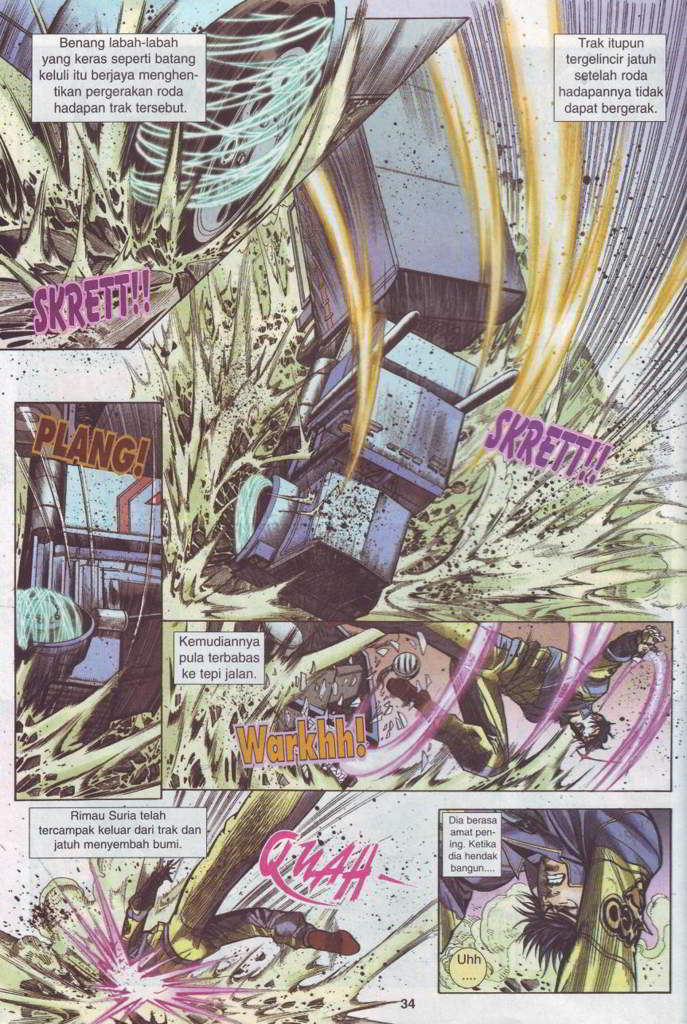 Benang labah-labah
yang keras seperti batang
keluli itu berjaya menghen-
tikan pergerakan roda
hadapan trak tersebut.
Trak itupun
tergelincir jatuh
setelah roda
hadapannya tidak
dapat bergerak.
SKRETT!!
SKRETT!!
PLANG!
Kemudiannya
pula terbabas
ke tepi jalan.
Warkhh!
Rimau Suria telah
tercampak keluar dari trak dan
jatuh menyembah bumi.
QUAH
Dia berasa
amat pen-
ing. Ketika
dia hendak
bangun....
Uhh
....
34